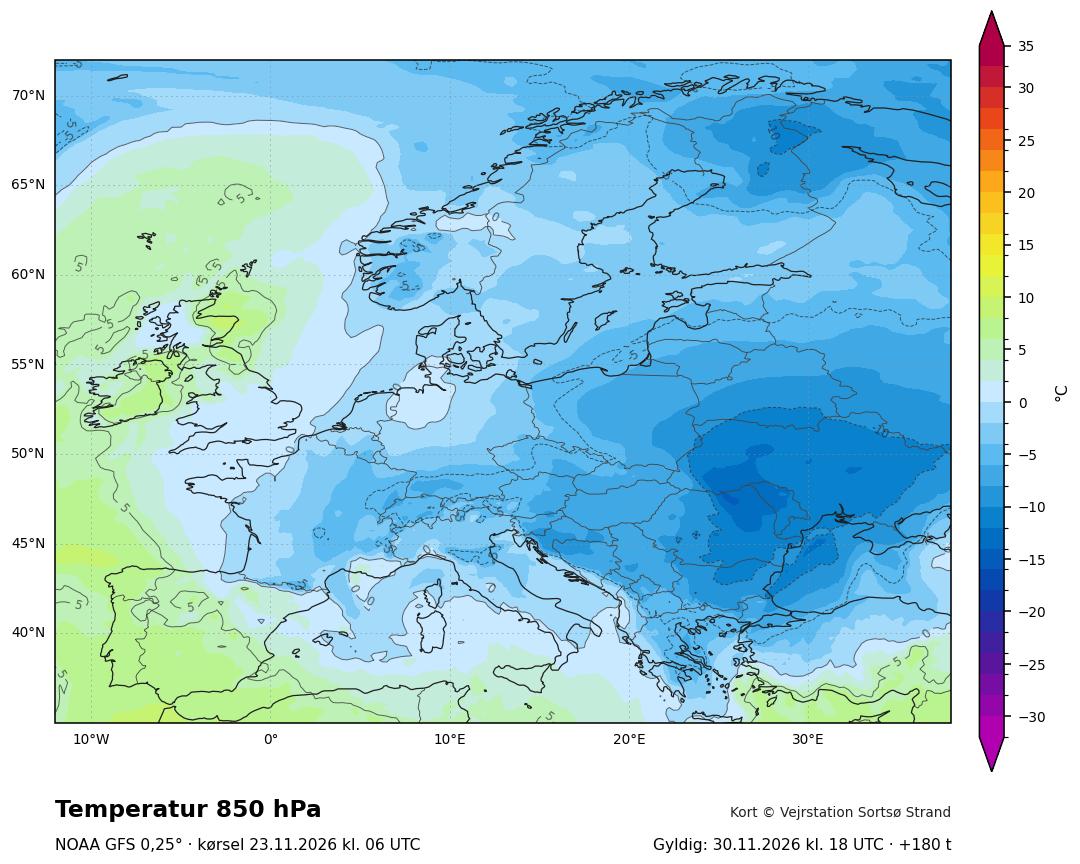 35
30
25
20
15
10
5
0
−5
−10
−15
−20
−25
−30
°C
70°N
65°N
60°N
55°N
50°N
45°N
40°N
10°W
0°
10°E
20°E
30°E
Temperatur 850 hPa
Kort © Vejrstation Sortsø Strand
NOAA GFS 0,25° · kørsel 23.11.2026 kl. 06 UTC
Gyldig: 30.11.2026 kl. 18 UTC · +180 t